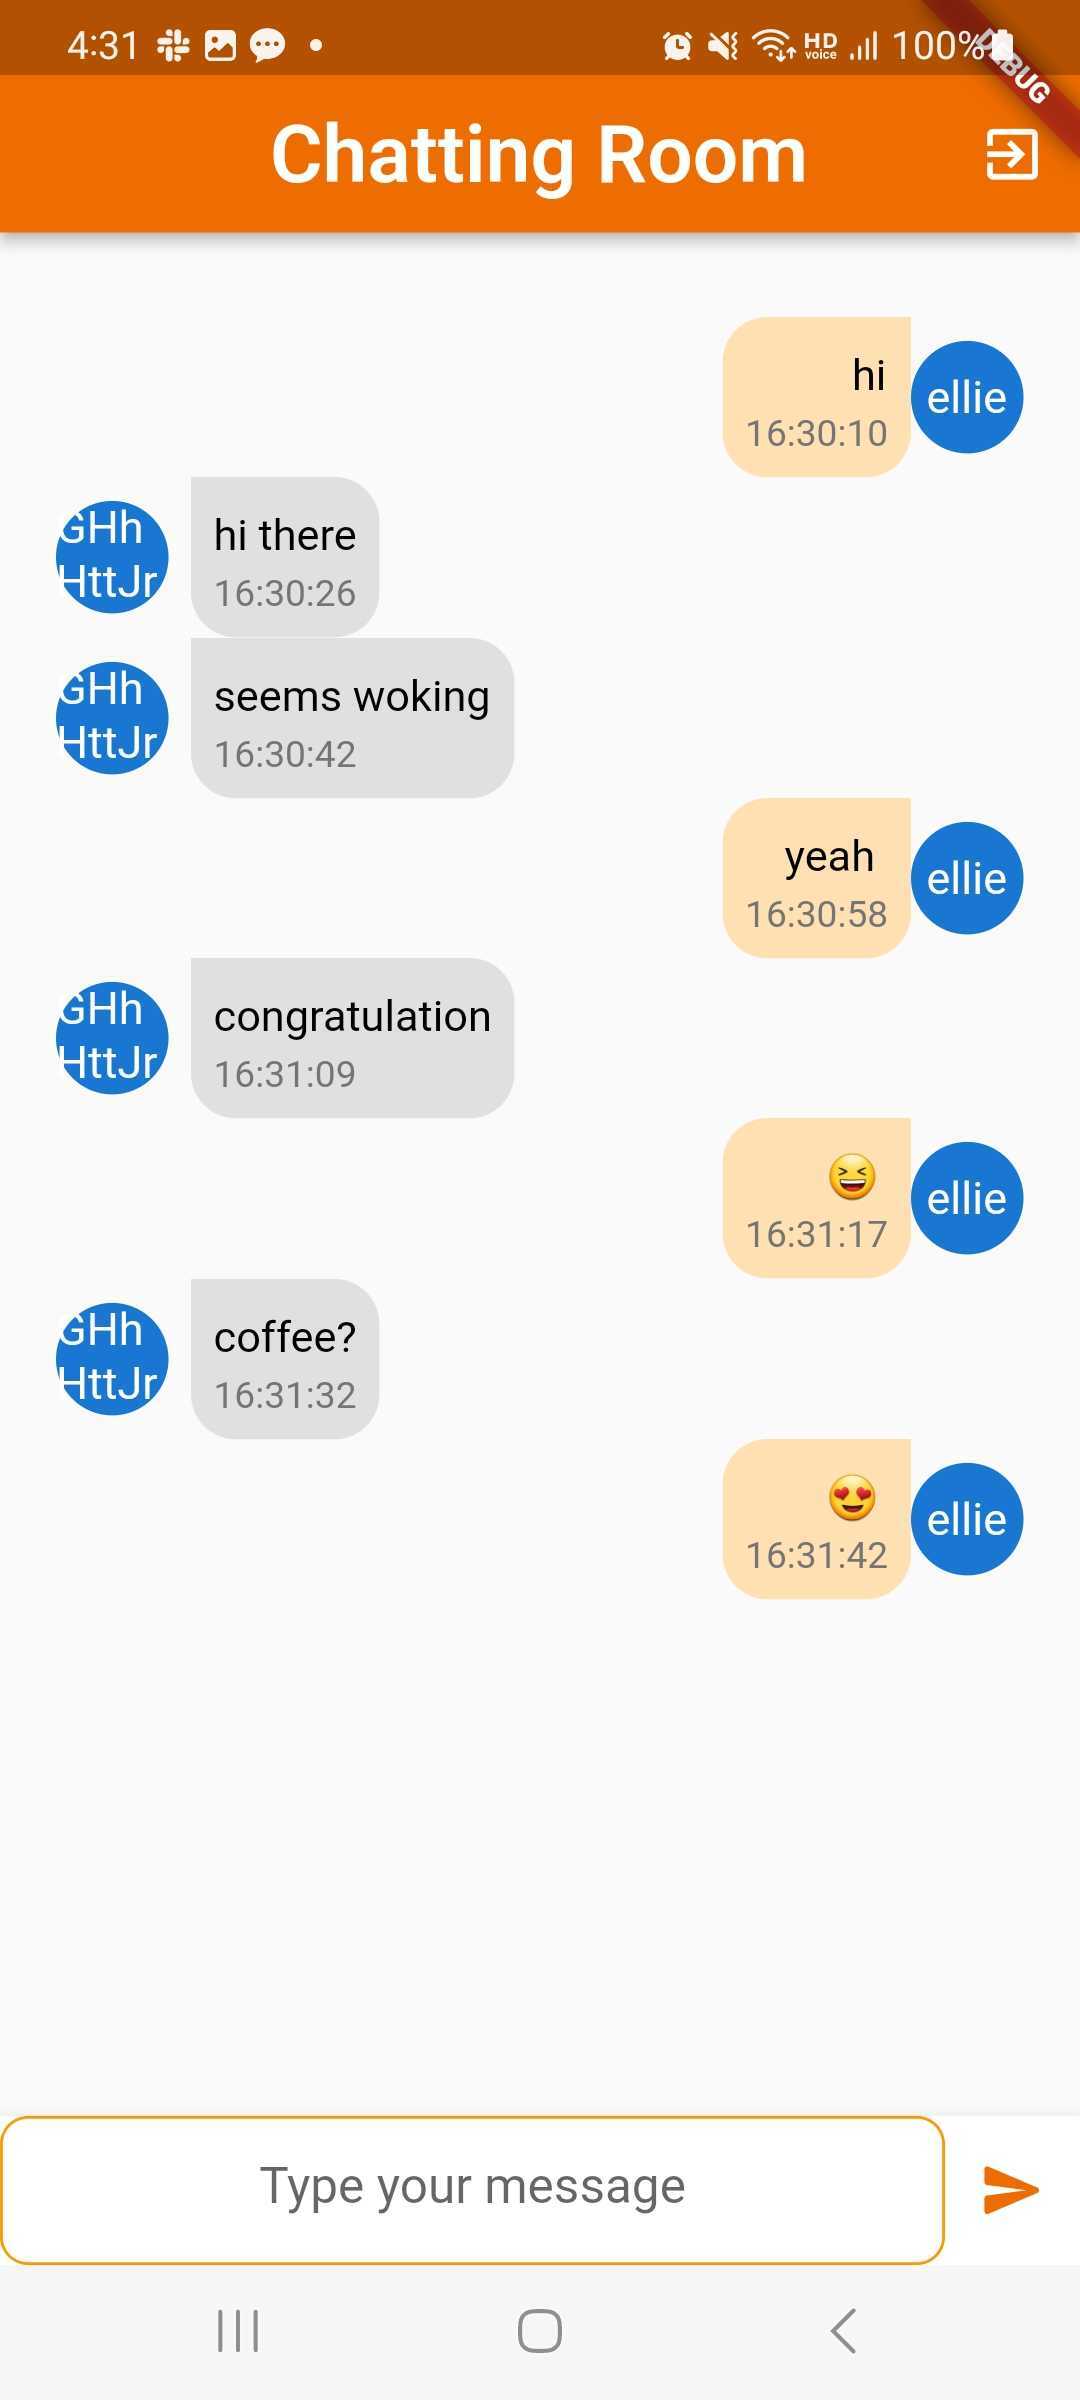 4:31 HD voice 100%
DEBUG
Chatting Room
hi
16:30:10
ellie
GHh
HttJr
hi there
16:30:26
GHh
HttJr
seems woking
16:30:42
yeah
16:30:58
ellie
GHh
HttJr
congratulation
16:31:09
😆
16:31:17
ellie
GHh
HttJr
coffee?
16:31:32
😍
16:31:42
ellie
Type your message